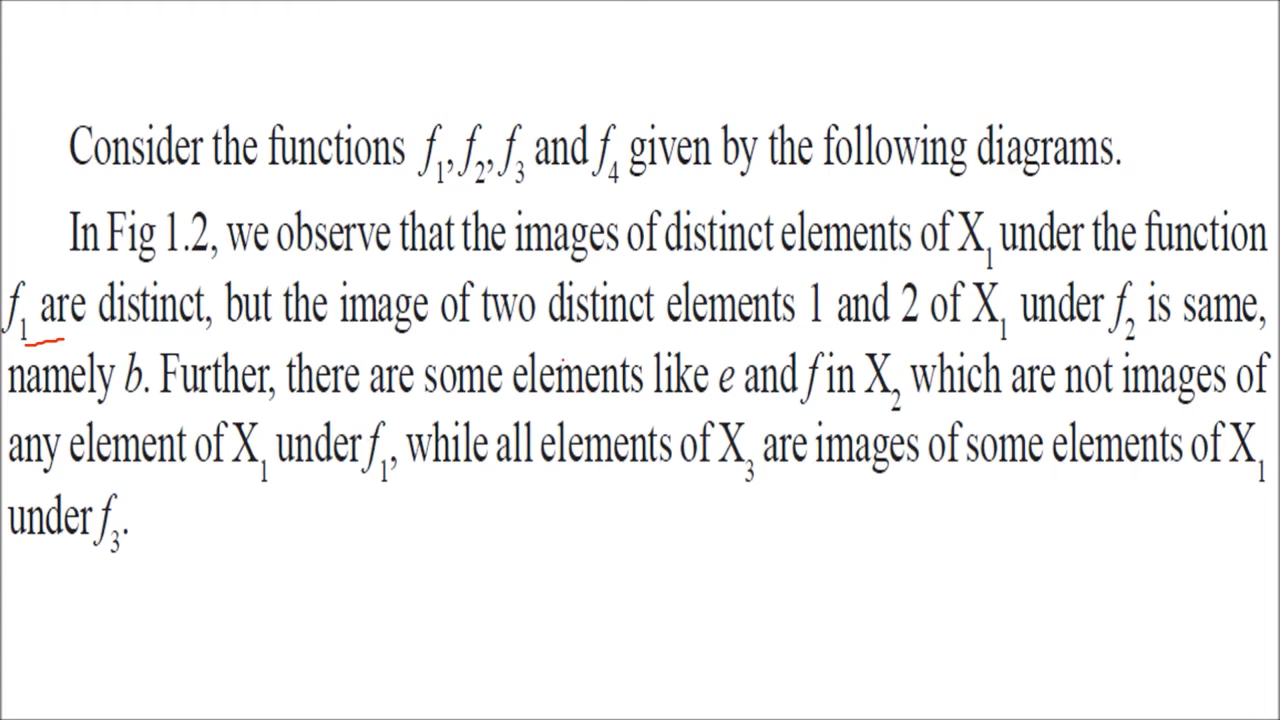 Consider the functions f₁, f₂, f₃ and f₄ given by the following diagrams.
In Fig 1.2, we observe that the images of distinct elements of X₁ under the function
f₁ are distinct, but the image of two distinct elements 1 and 2 of X₁ under f₂ is same,
namely b. Further, there are some elements like e and f in X₂ which are not images of
any element of X₁ under f₁, while all elements of X₃ are images of some elements of X₁
under f₃.